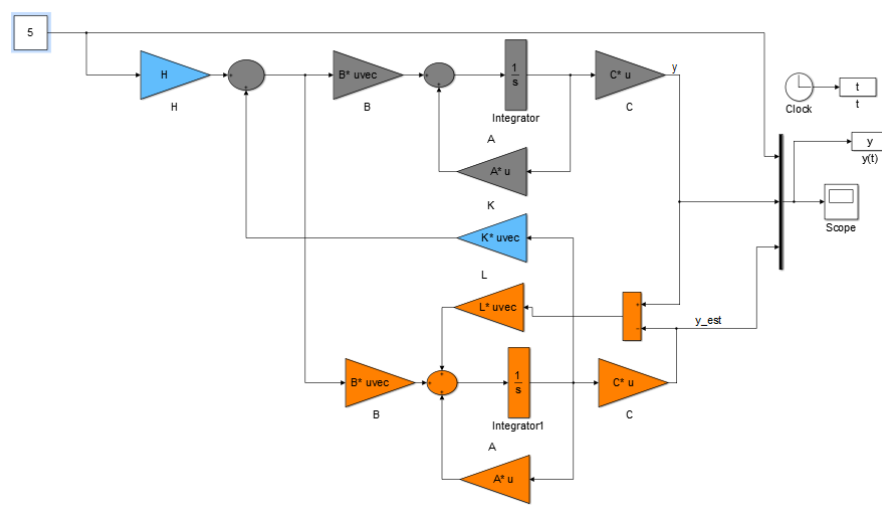 5
H
H
B* uvec
B
1
s
Integrator
C* u
C
y
Clock
t
t
A
A* u
y
y(t)
K
K* uvec
Scope
L
L* uvec
y_est
B* uvec
B
1
s
Integrator1
C* u
C
A
A* u